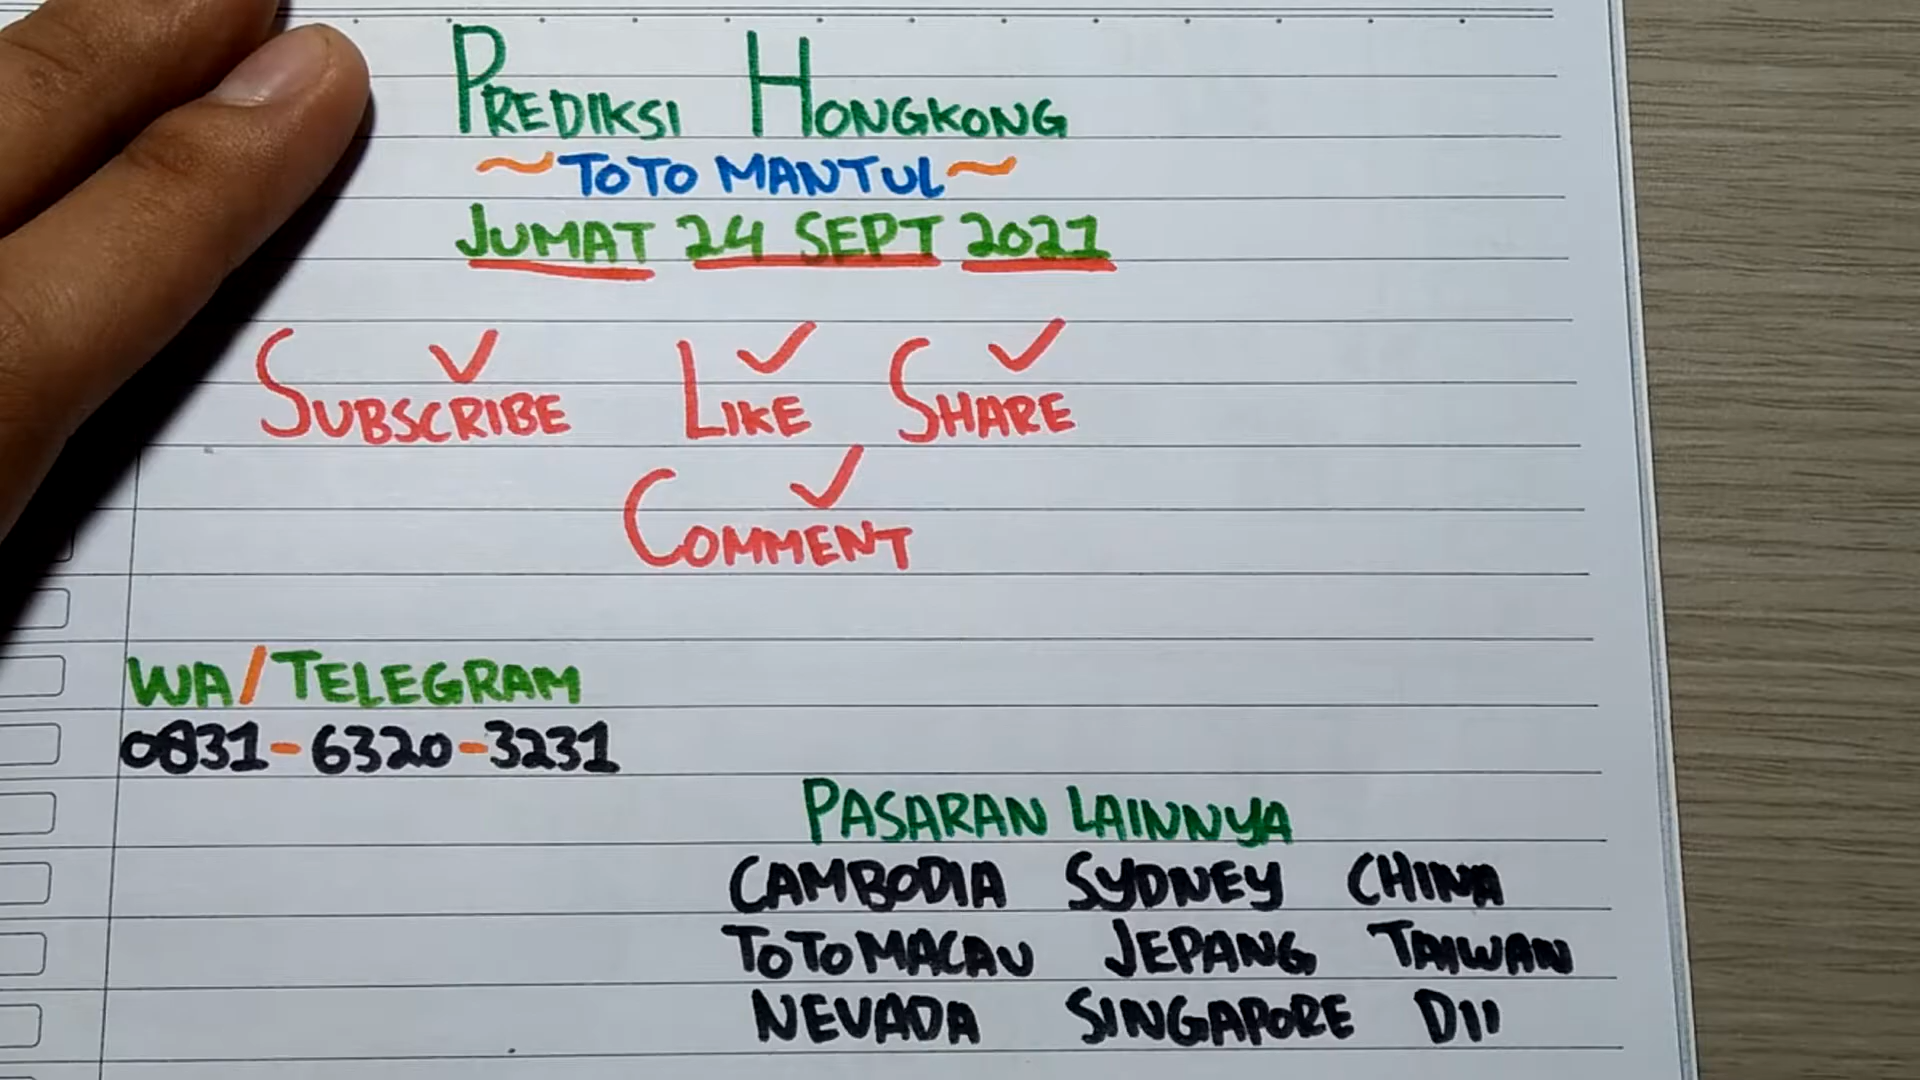 PREDIKSI HONGKONG
~TOTO MANTUL~
JUMAT 24 SEPT 2021
SUBSCRIBE LIKE SHARE
COMMENT
WA/TELEGRAM
0831-6320-3231
PASARAN LAINNYA
CAMBODIA SYDNEY CHINA
TOTOMACAU JEPANG TAIWAN
NEVADA SINGAPORE Dll